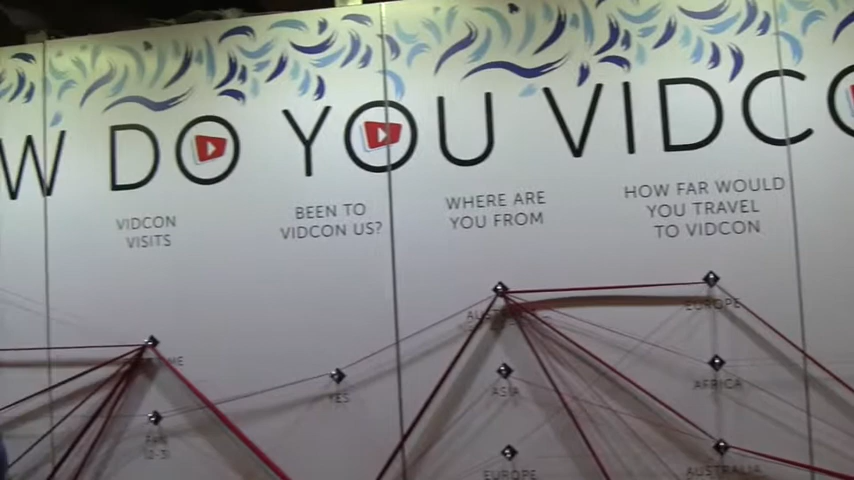 W DO YOU VIDCO
VIDCON
VISITS
BEEN TO
VIDCON US?
WHERE ARE
YOU FROM
HOW FAR WOULD
YOU TRAVEL
TO VIDCON
EUROPE
YES
ASIA
AFRICA
EUROPE
AUSTRALIA